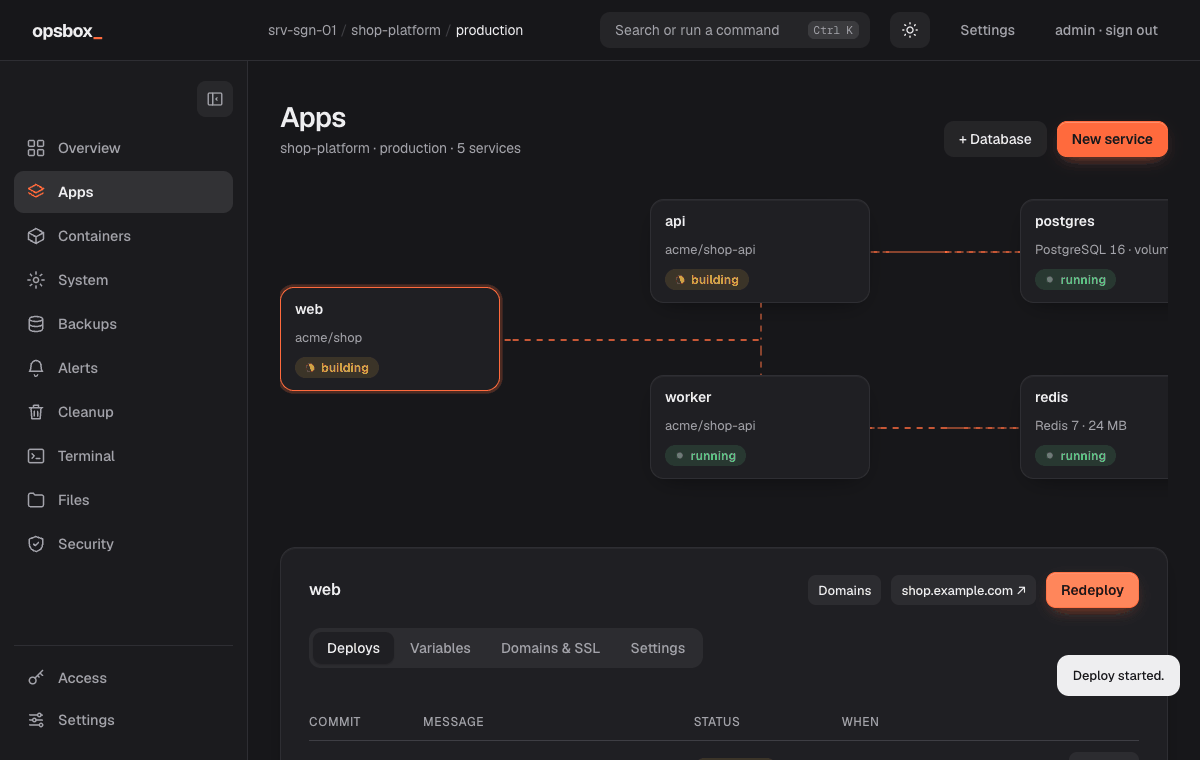 opsbox_
srv-sgn-01 / shop-platform / production
Search or run a command Ctrl K
Settings
admin · sign out
Overview
Apps
Containers
System
Backups
Alerts
Cleanup
Terminal
Files
Security
Access
Settings
Apps
shop-platform · production · 5 services
+ Database
New service
web
acme/shop
building
api
acme/shop-api
building
worker
acme/shop-api
running
postgres
PostgreSQL 16 · volum
running
redis
Redis 7 · 24 MB
running
web
Domains
shop.example.com ↗
Redeploy
Deploys Variables Domains & SSL Settings
Deploy started.
COMMIT MESSAGE STATUS WHEN